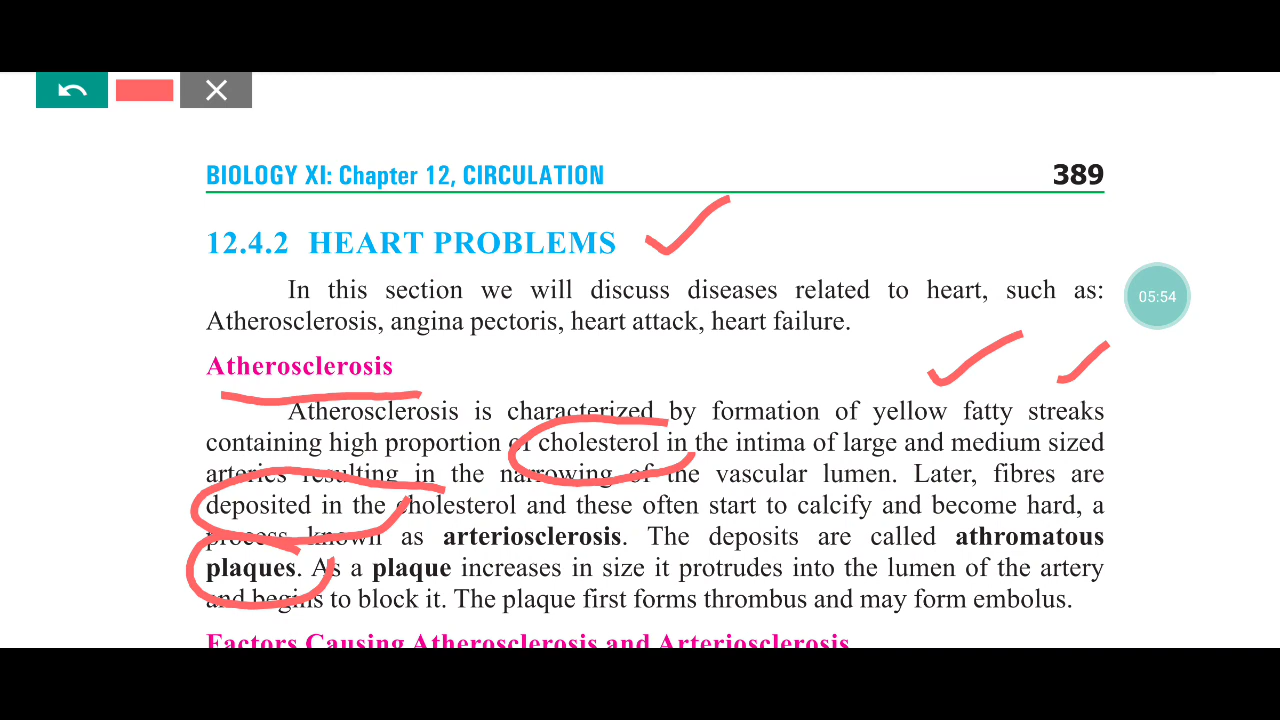 BIOLOGY XI: Chapter 12, CIRCULATION 389
12.4.2 HEART PROBLEMS
In this section we will discuss diseases related to heart, such as:
Atherosclerosis, angina pectoris, heart attack, heart failure.
05:54
Atherosclerosis
Atherosclerosis is characterized by formation of yellow fatty streaks
containing high proportion of cholesterol in the intima of large and medium sized
arteries resulting in the narrowing of the vascular lumen. Later, fibres are
deposited in the cholesterol and these often start to calcify and become hard, a
process known as arteriosclerosis. The deposits are called athromatous
plaques. As a plaque increases in size it protrudes into the lumen of the artery
and begins to block it. The plaque first forms thrombus and may form embolus.
Factors Causing Atherosclerosis and Arteriosclerosis